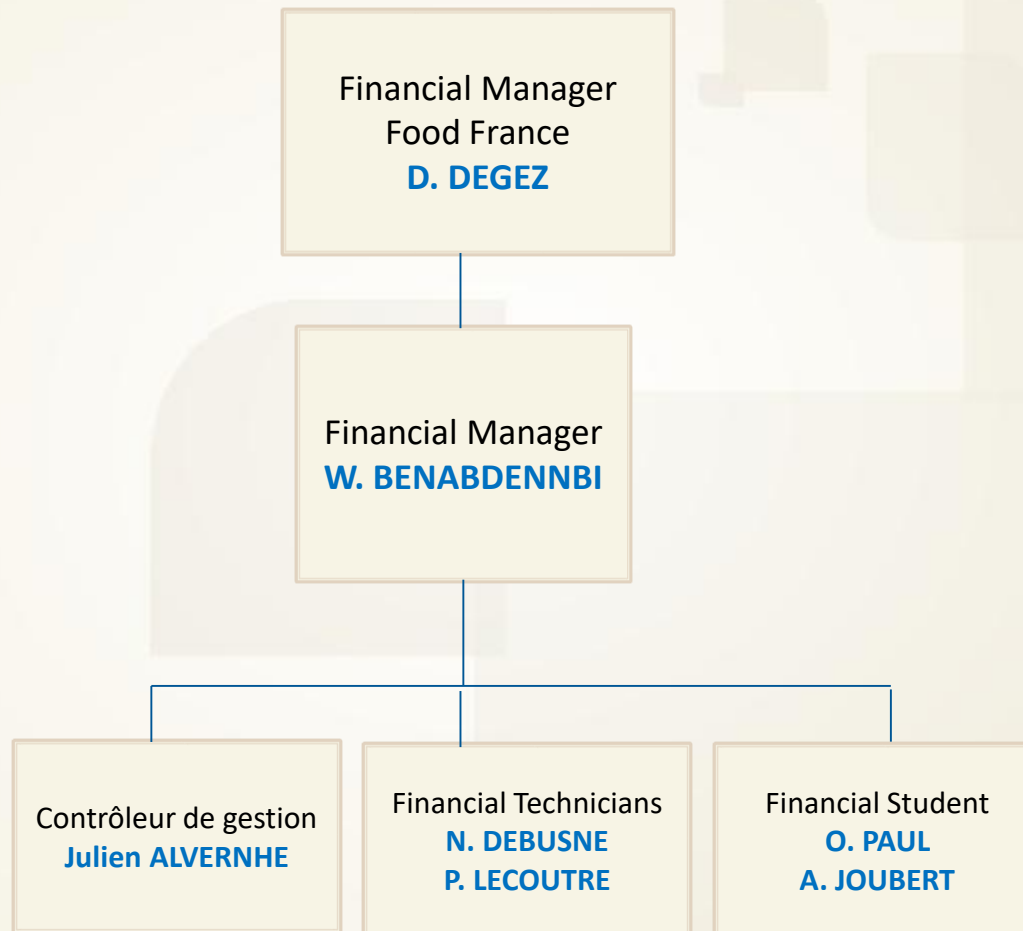 Financial Manager
Food France
D. DEGEZ
Financial Manager
W. BENABDENNBI
Contrôleur de gestion
Julien ALVERNHE
Financial Technicians
N. DEBUSNE
P. LECOUTRE
Financial Student
O. PAUL
A. JOUBERT